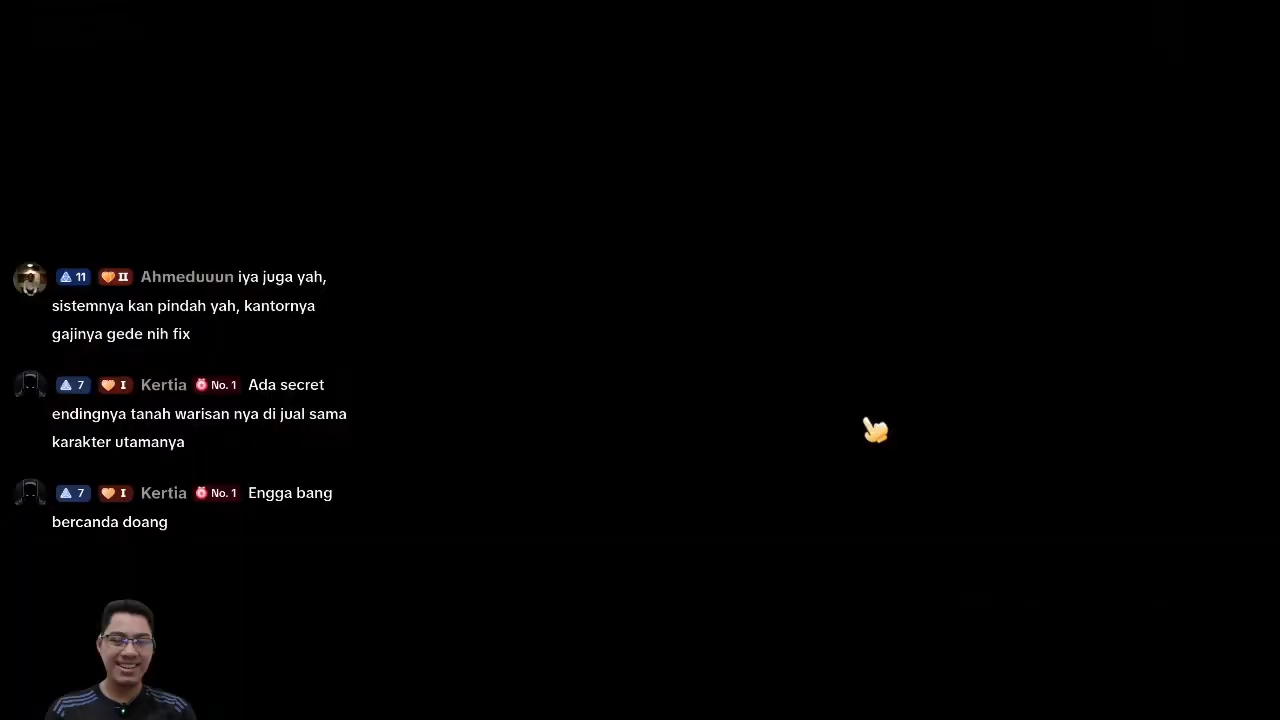 11 II Ahmeduuun iya juga yah,
sistemnya kan pindah yah, kantornya
gajinya gede nih fix
7 I Kertia No. 1 Ada secret
endingnya tanah warisan nya di jual sama
karakter utamanya
7 I Kertia No. 1 Engga bang
bercanda doang